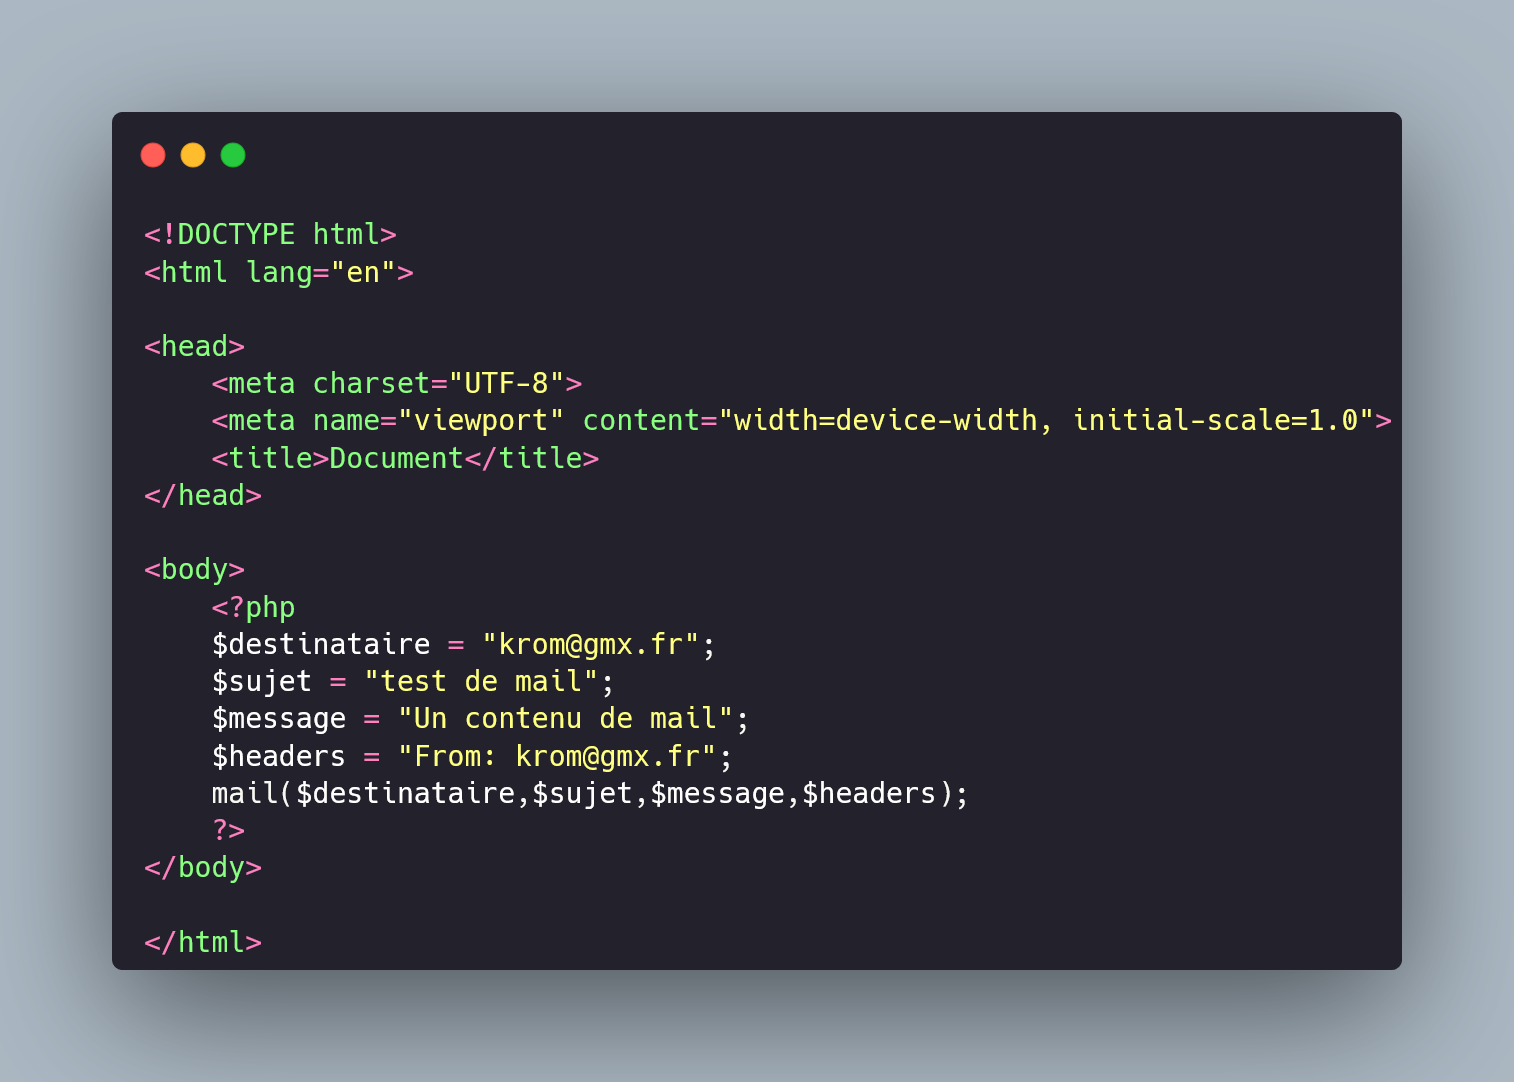 <!DOCTYPE html>
<html lang="en">
<head>
<meta charset="UTF-8">
<meta name="viewport" content="width=device-width, initial-scale=1.0">
<title>Document</title>
</head>
<body>
<?php
$destinataire = "krom@gmx.fr";
$sujet = "test de mail";
$message = "Un contenu de mail";
$headers = "From: krom@gmx.fr";
mail($destinataire,$sujet,$message,$headers);
?>
</body>
</html>